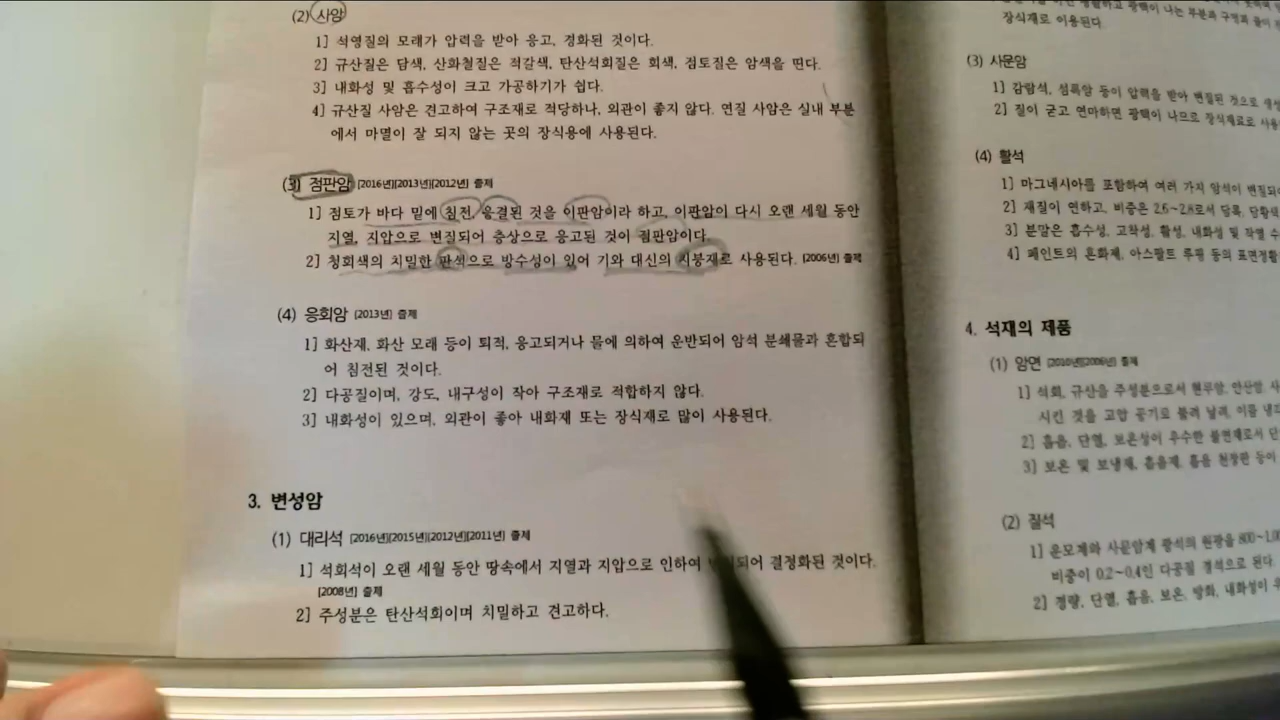 (2) 사암
1] 석영질의 모래가 압력을 받아 응고, 경화된 것이다.
2] 규산질은 담색, 산화철질은 적갈색, 탄산석회질은 회색, 점토질은 암색을 띤다.
3] 내화성 및 흡수성이 크고 가공하기가 쉽다.
4] 규산질 사암은 견고하여 구조재로 적당하나, 외관이 좋지 않다. 연질 사암은 실내 부분
에서 마멸이 잘 되지 않는 곳의 장식용에 사용된다.
(3) 점판암 [2016년][2013년][2012년] 출제
1] 점토가 바다 밑에 침전, 응결된 것을 이판암이라 하고, 이판암이 다시 오랜 세월 동안
지열, 지압으로 변질되어 층상으로 응고된 것이 점판암이다.
2] 청회색의 치밀한 판석으로 방수성이 있어 기와 대신의 지붕재로 사용된다. [2006년] 출제
(4) 응회암 [2013년] 출제
1] 화산재, 화산 모래 등이 퇴적, 응고되거나 물에 의하여 운반되어 암석 분쇄물과 혼합되
어 침전된 것이다.
2] 다공질이며, 강도, 내구성이 작아 구조재로 적합하지 않다.
3] 내화성이 있으며, 외관이 좋아 내화재 또는 장식재로 많이 사용된다.
3. 변성암
(1) 대리석 [2016년][2015년][2012년][2011년] 출제
1] 석회석이 오랜 세월 동안 땅속에서 지열과 지압으로 인하여 결정화된 것이다.
[2008년] 출제
2] 주성분은 탄산석회이며 치밀하고 견고하다.
장식재로 이용된다.
(3) 사문암
1] 감람석, 섬록암 등이 압력을 받아 변질된 것으로
2] 질이 굳고 연마하면 광택이 나므로 장식재료로
(4) 활석
1] 마그네시아를 포함하여 여러 가지 암석이
2] 재질이 연하고, 비중은 2.6~2.8로서 담록,
3] 분말은 흡수성, 고착성, 활성, 내화성 및
4] 페인트의 혼화제, 아스팔트 루핑 등의
4. 석재의 제품
(1) 암면 [2010년][2006년] 출제
1] 석회, 규산을 주성분으로서 현무암, 안산암,
시킨 것을 고압 공기로 불려 날려, 이를
2] 흡음, 단열, 보온성이 우수한 불연재로서
3] 보온 및 보냉재, 흡음재, 흡음 천장판 등이
(2) 질석
1] 운모계와 사문암계 광석의 원광을
비중이 0.2~0.4인 다공질 경석으로 된다.
2] 경량, 단열, 흡음, 보온, 방화, 내화성이